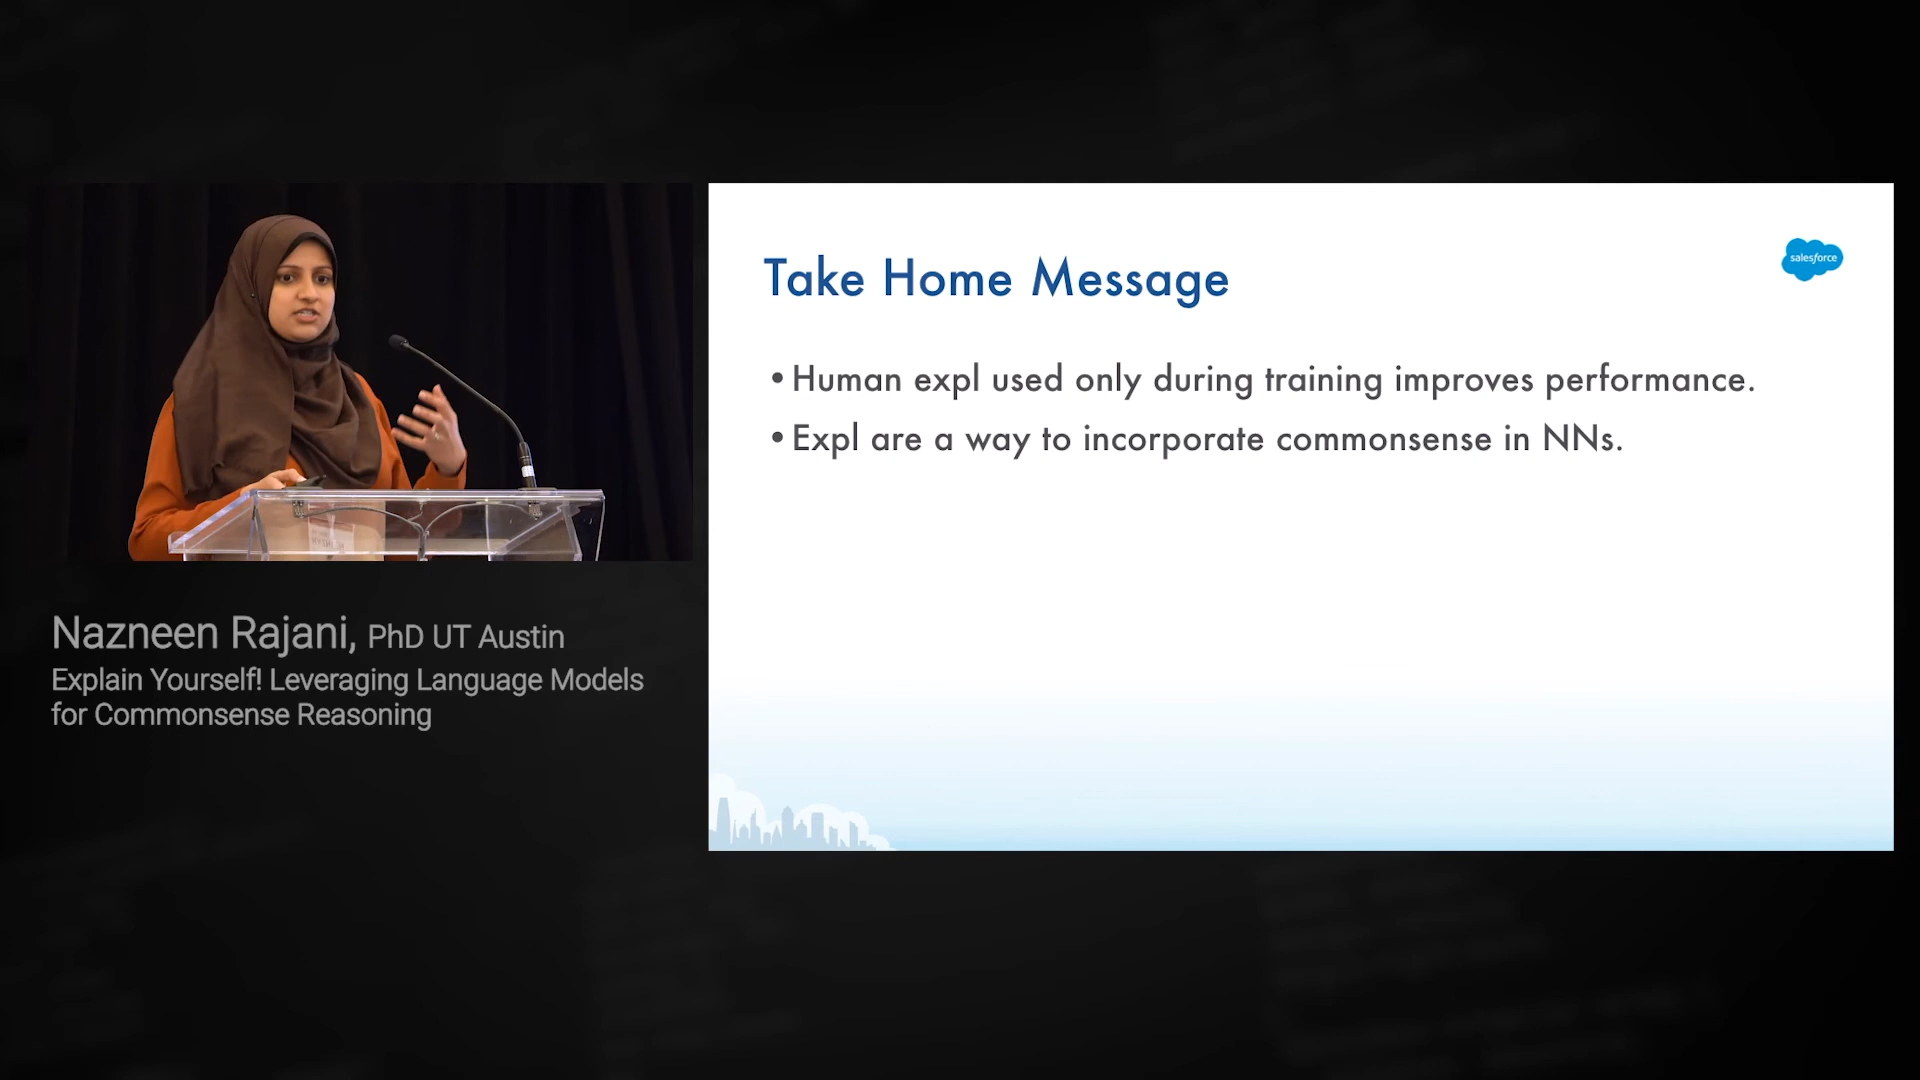 Take Home Message
salesforce
•Human expl used only during training improves performance.
•Expl are a way to incorporate commonsense in NNs.
Nazneen Rajani, PhD UT Austin
Explain Yourself! Leveraging Language Models
for Commonsense Reasoning